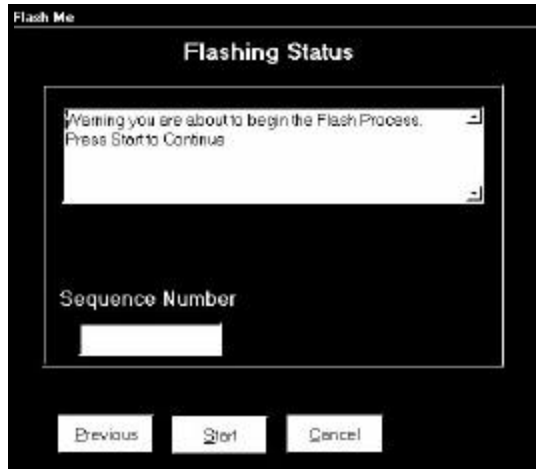 Flash Me
Flashing Status
Warning you are about to begin the Flash Process.
Press Start to Continue
Sequence Number
Previous
Start
Cancel